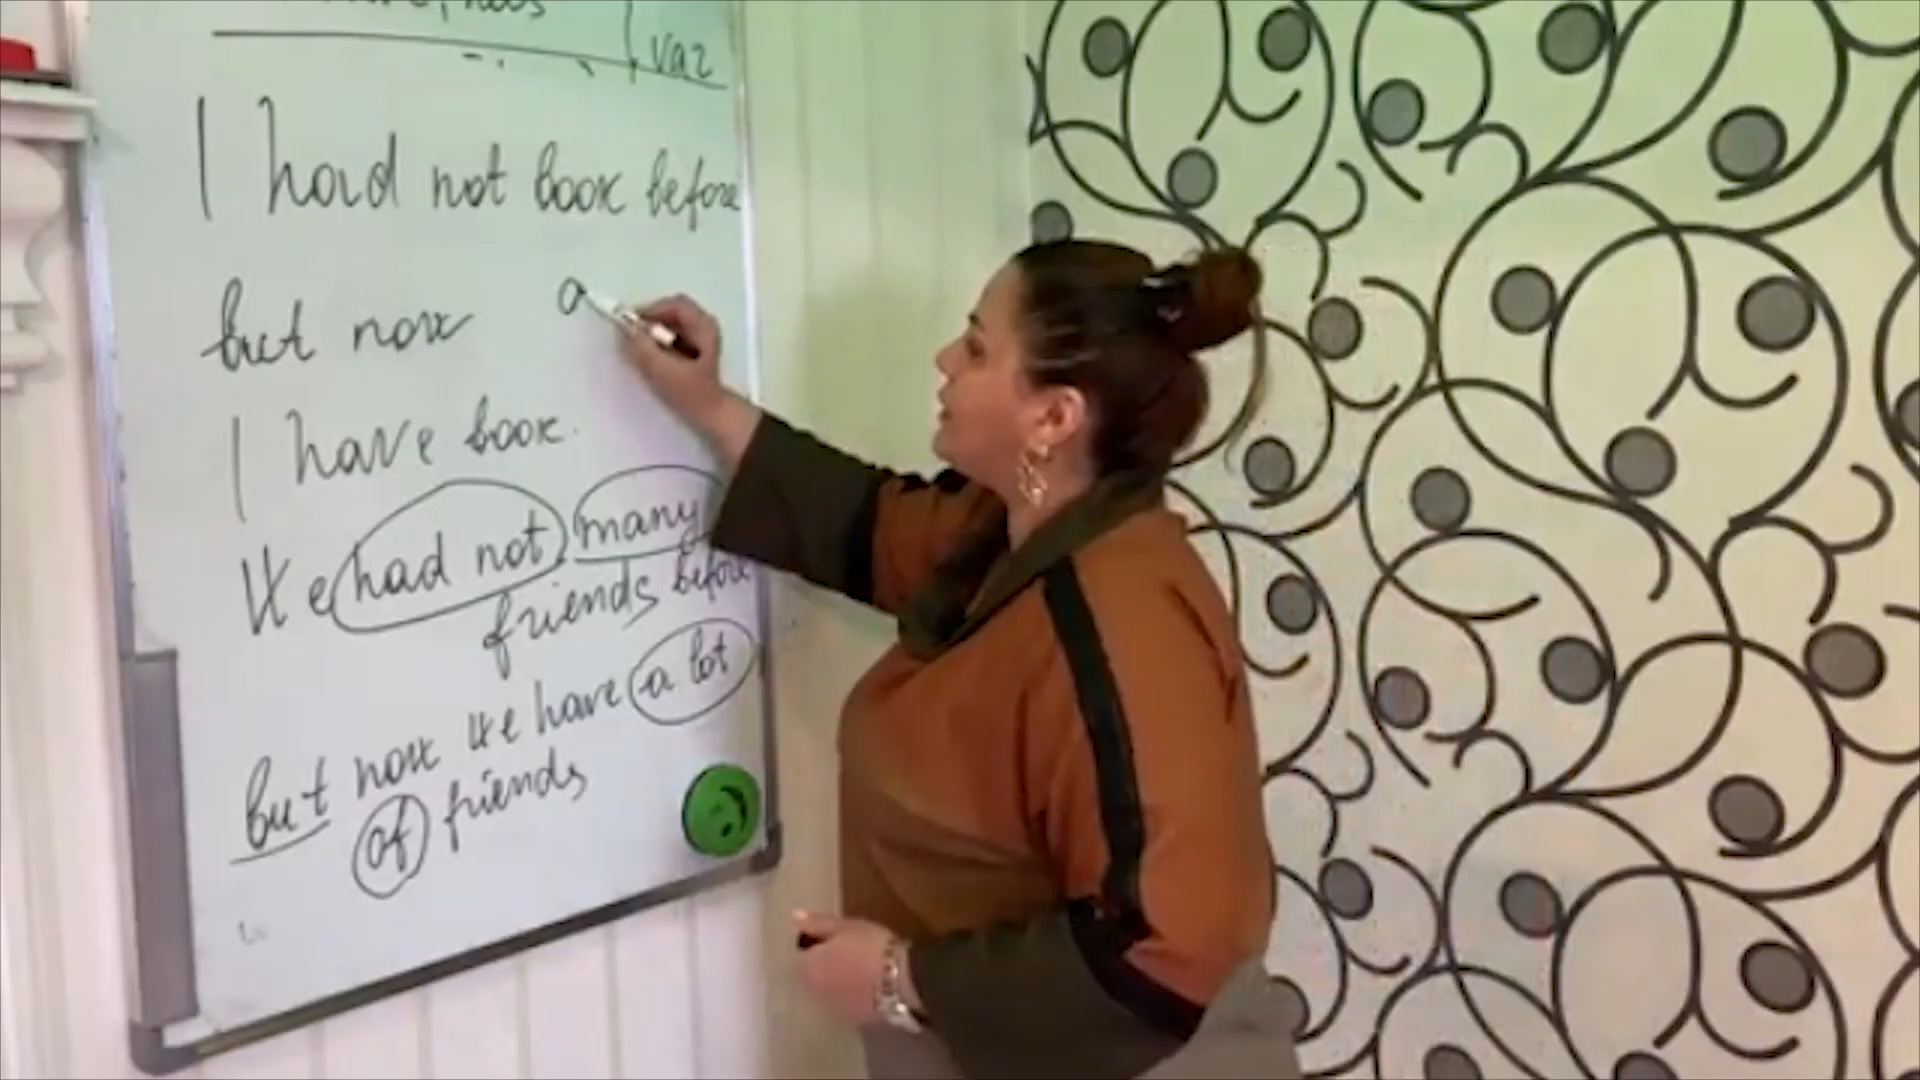 var
I had not book before
but now
a
I have book.
We had not many
friends before
but now we have a lot
of friends